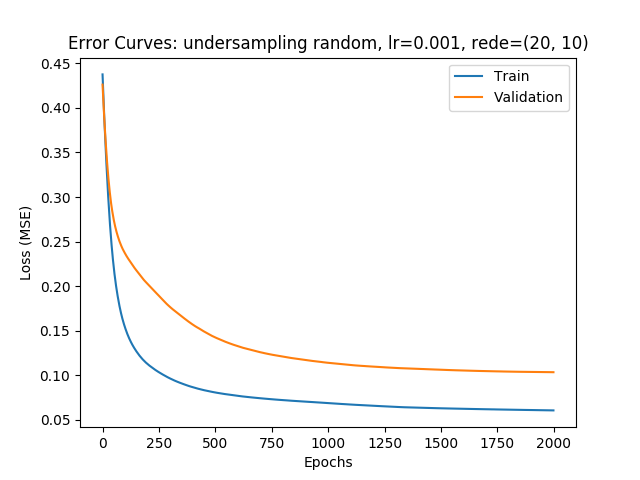 Error Curves: undersampling random, lr=0.001, rede=(20, 10)
Train
Validation
Loss (MSE)
0.45
0.40
0.35
0.30
0.25
0.20
0.15
0.10
0.05
0 250 500 750 1000 1250 1500 1750 2000
Epochs